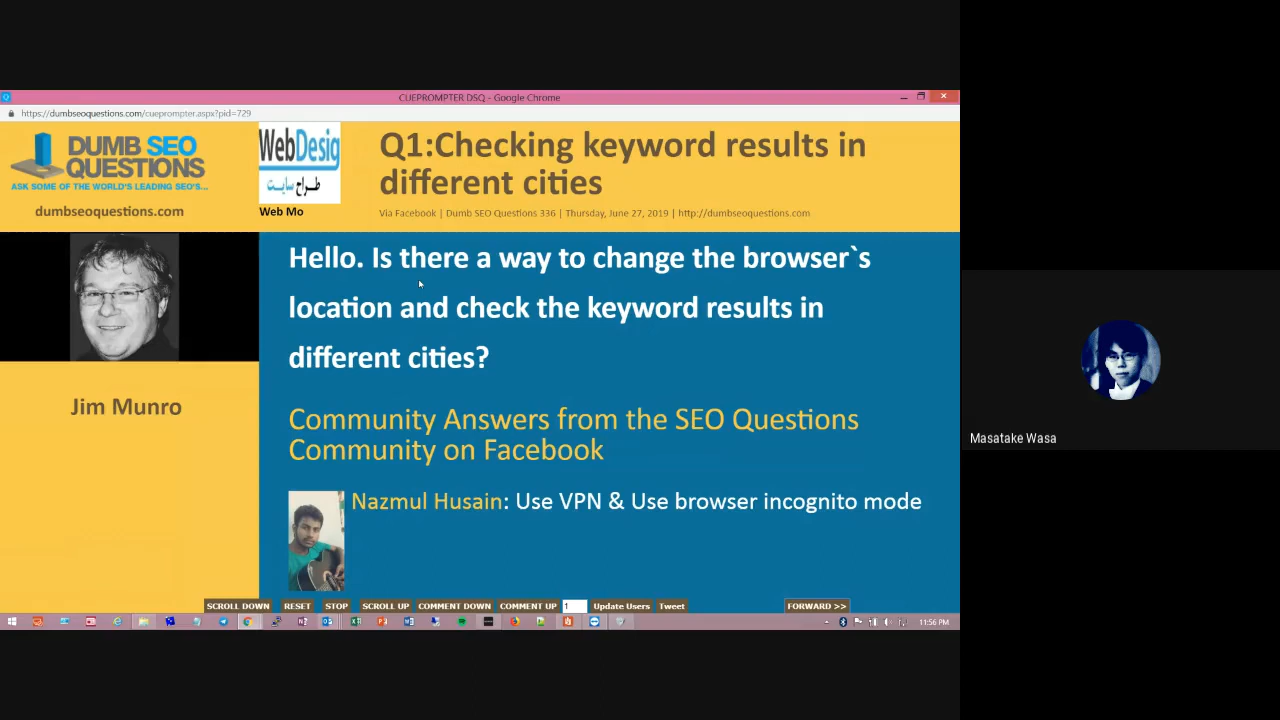 CUEPROMPTER DSQ - Google Chrome
https://dumbseoquestions.com/cueprompter.aspx?pid=729
DUMB SEO
QUESTIONS
ASK SOME OF THE WORLD'S LEADING SEO'S...
dumbseoquestions.com
WebDesig
طراح سایت
Web Mo
Q1:Checking keyword results in
different cities
Via Facebook | Dumb SEO Questions 336 | Thursday, June 27, 2019 | http://dumbseoquestions.com
Jim Munro
Hello. Is there a way to change the browser`s
location and check the keyword results in
different cities?
Community Answers from the SEO Questions
Community on Facebook
Nazmul Husain: Use VPN & Use browser incognito mode
SCROLL DOWN RESET STOP SCROLL UP COMMENT DOWN COMMENT UP 1 Update Users Tweet FORWARD >>
11:56 PM
Masatake Wasa